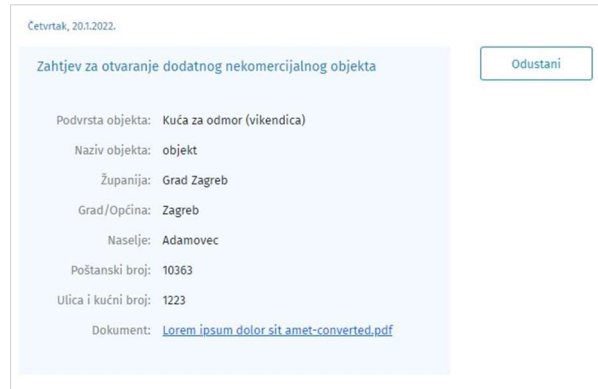 Četvrtak, 20.1.2022.
Zahtjev za otvaranje dodatnog nekomercijalnog objekta
Odustani
Podvrsta objekta: Kuća za odmor (vikendica)
Naziv objekta: objekt
Županija: Grad Zagreb
Grad/Općina: Zagreb
Naselje: Adamovec
Poštanski broj: 10363
Ulica i kućni broj: 1223
Dokument: Lorem ipsum dolor sit amet-converted.pdf